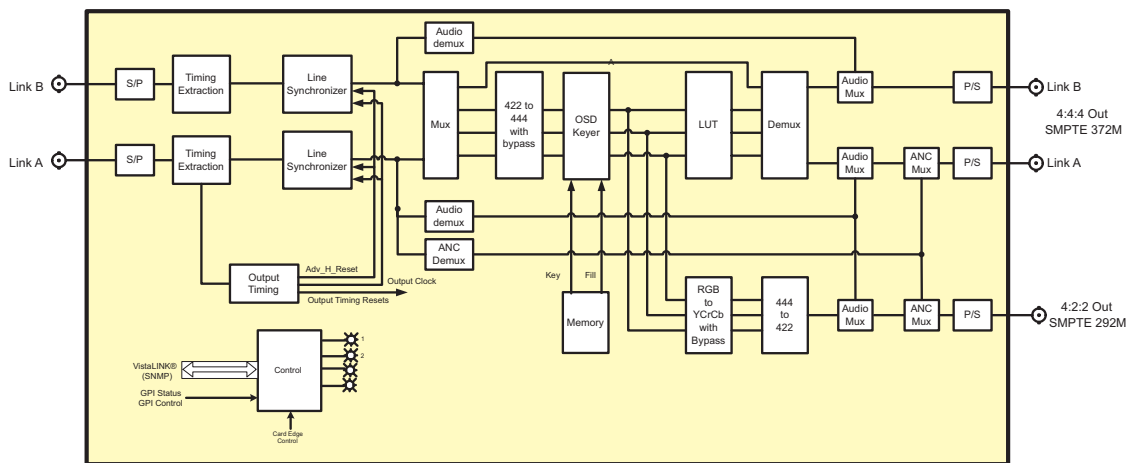 Audio
demux
Link B
S/P
Timing
Extraction
Line
Synchronizer
Mux
422 to
444
with
bypass
OSD
Keyer
A
LUT
Demux
Audio
Mux
P/S
Link B
4:4:4 Out
SMPTE 372M
Link A
S/P
Timing
Extraction
Line
Synchronizer
Audio
Mux
ANC
Mux
P/S
Link A
Audio
demux
ANC
Demux
Output
Timing
Adv_H_Reset
Output Clock
Output Timing Resets
Key
Fill
Memory
RGB
to
YCrCb
with
Bypass
444
to
422
Audio
Mux
ANC
Mux
P/S
4:2:2 Out
SMPTE 292M
VistaLINK®
(SNMP)
GPI Status
GPI Control
Control
1
2
Card Edge
Control